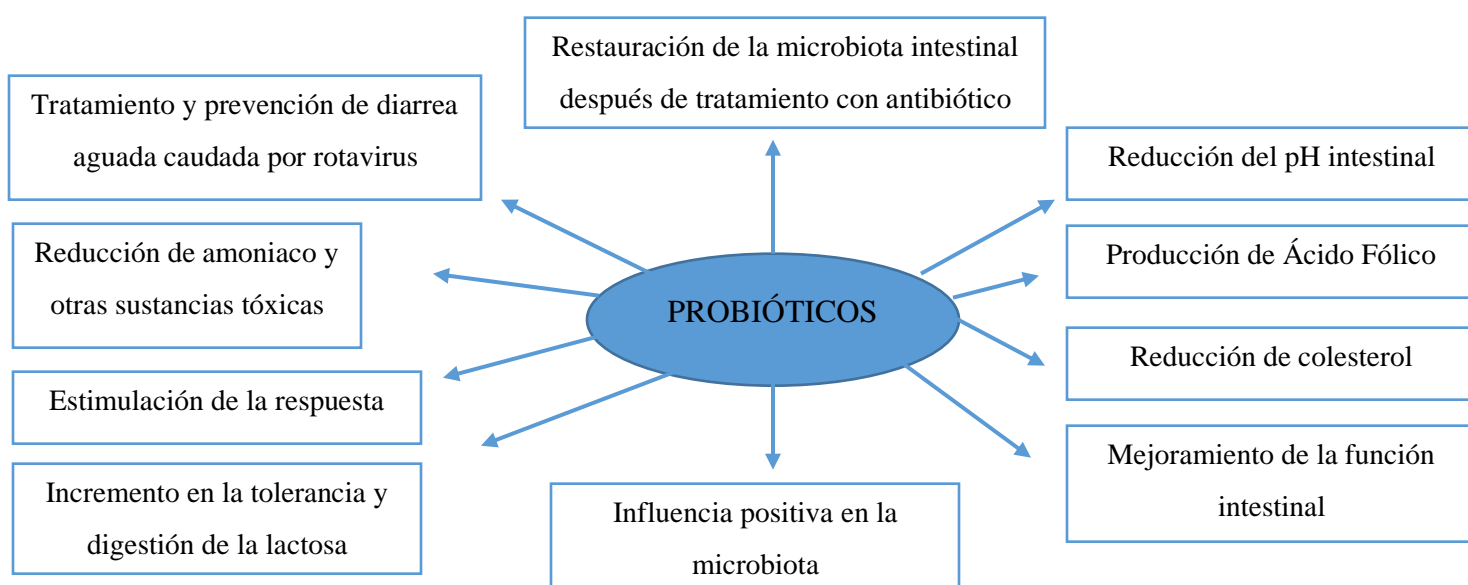 Restauración de la microbiota intestinal
después de tratamiento con antibiótico
Tratamiento y prevención de diarrea
aguada caudada por rotavirus
Reducción del pH intestinal
Reducción de amoniaco y
otras sustancias tóxicas
Producción de Ácido Fólico
PROBIÓTICOS
Reducción de colesterol
Estimulación de la respuesta
Mejoramiento de la función
intestinal
Incremento en la tolerancia y
digestión de la lactosa
Influencia positiva en la
microbiota